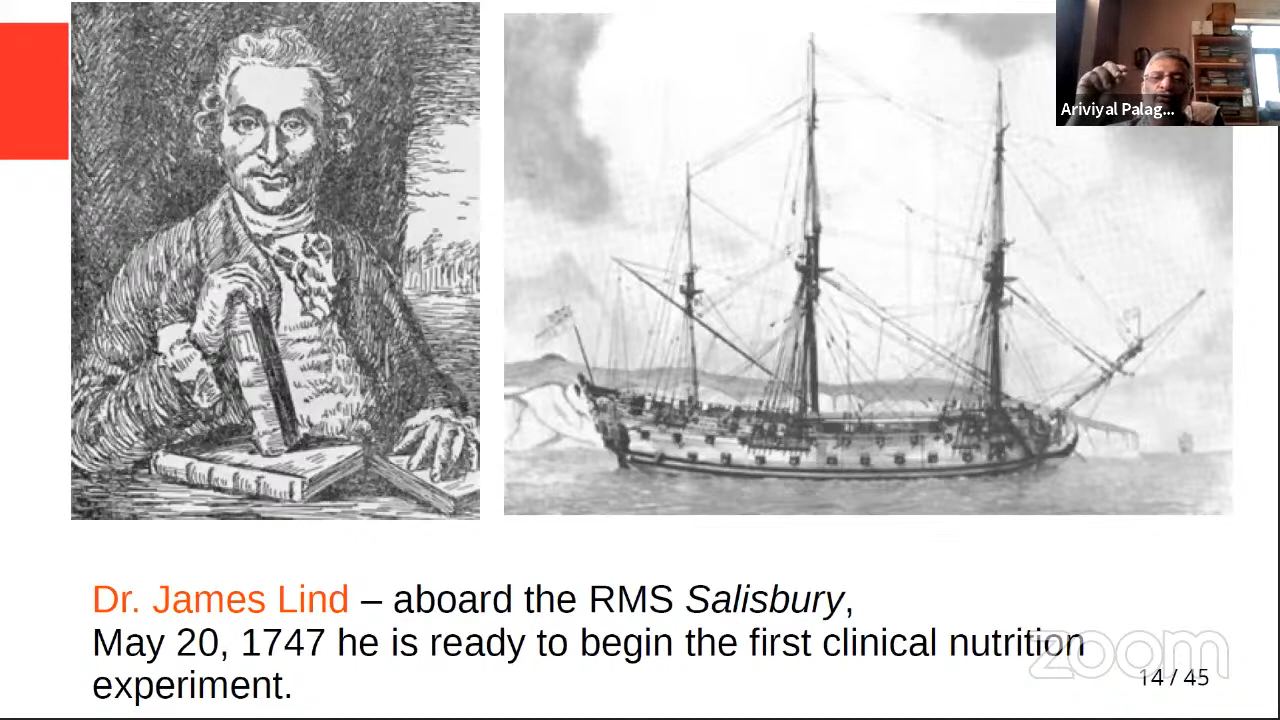 Ariviyal Palag...
Dr. James Lind – aboard the RMS Salisbury,
May 20, 1747 he is ready to begin the first clinical nutrition
experiment.
zoom
14 / 45